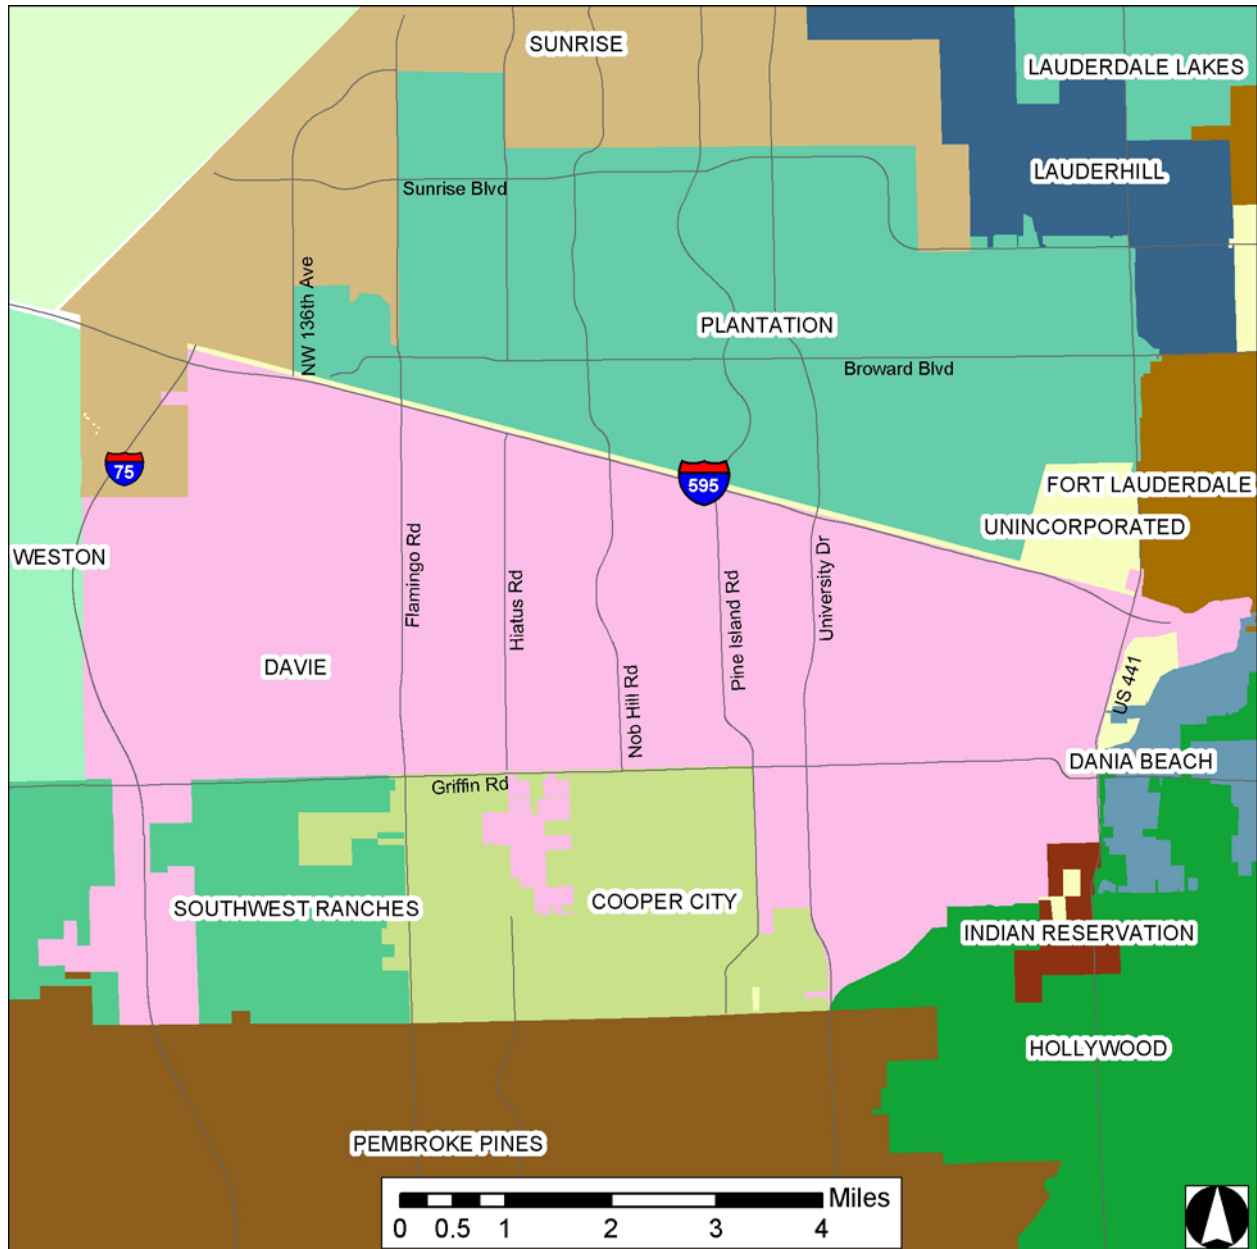 SUNRISE
LAUDERDALE LAKES
LAUDERHILL
Sunrise Blvd
NW 136th Ave
PLANTATION
Broward Blvd
75
595
FORT LAUDERDALE
UNINCORPORATED
WESTON
Flamingo Rd
Hiatus Rd
Nob Hill Rd
Pine Island Rd
University Dr
US 441
DAVIE
DANIA BEACH
Griffin Rd
SOUTHWEST RANCHES
COOPER CITY
INDIAN RESERVATION
HOLLYWOOD
PEMBROKE PINES
Miles
0 0.5 1 2 3 4